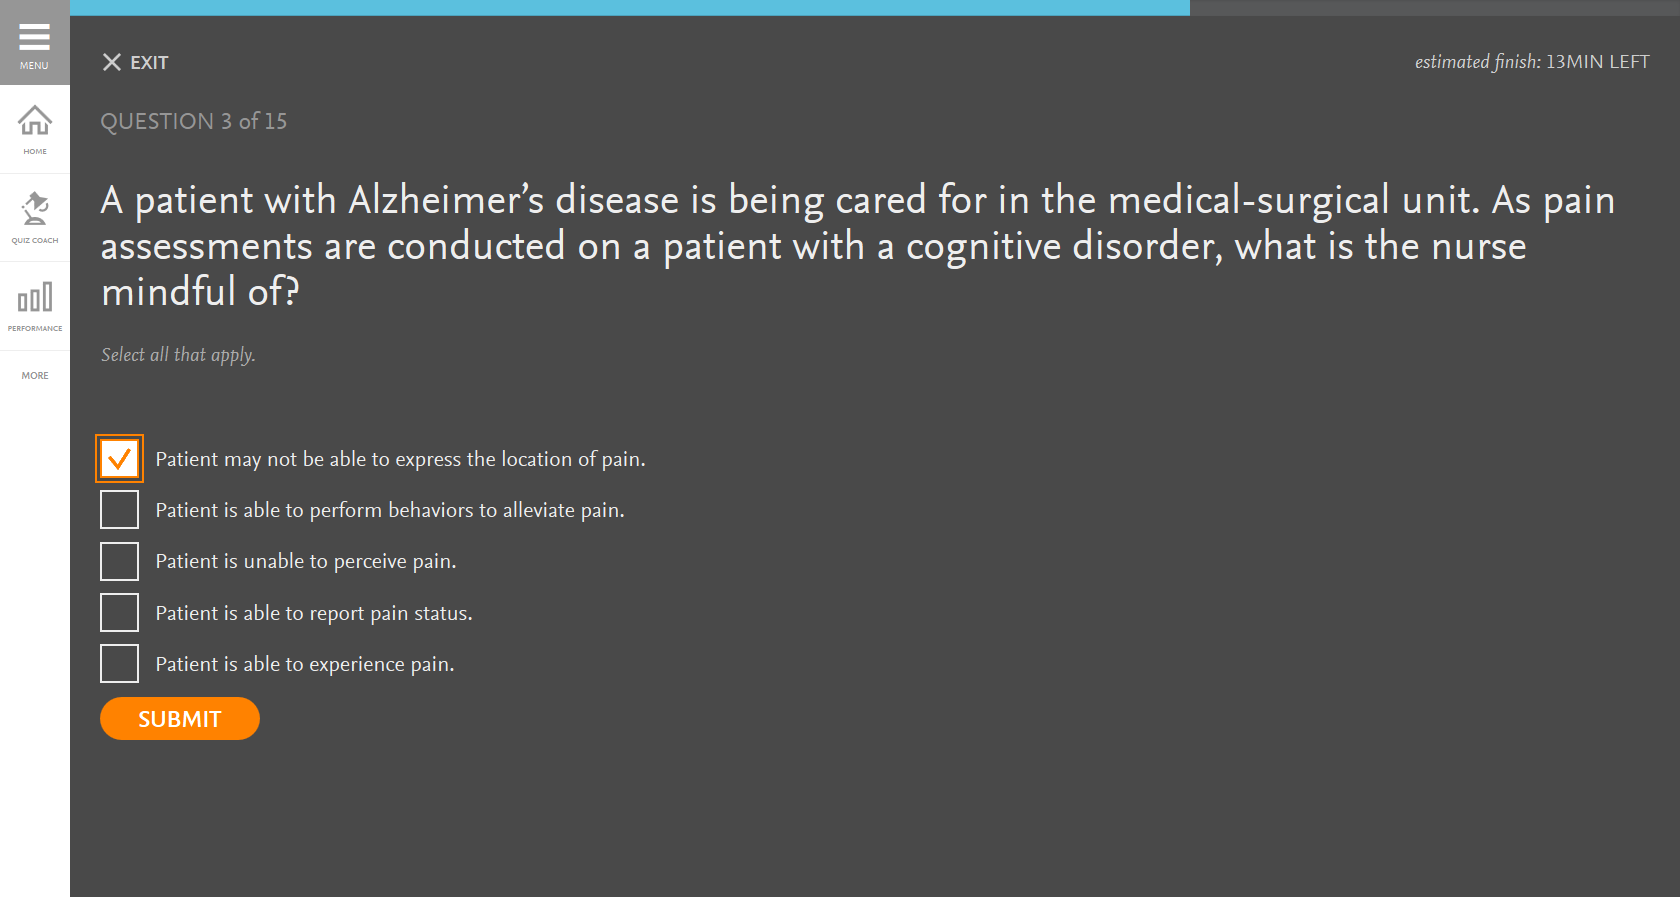 MENU
HOME
QUIZ COACH
PERFORMANCE
MORE
EXIT
estimated finish: 13MIN LEFT
QUESTION 3 of 15
A patient with Alzheimer’s disease is being cared for in the medical-surgical unit. As pain
assessments are conducted on a patient with a cognitive disorder, what is the nurse
mindful of?
Select all that apply.
Patient may not be able to express the location of pain.
Patient is able to perform behaviors to alleviate pain.
Patient is unable to perceive pain.
Patient is able to report pain status.
Patient is able to experience pain.
SUBMIT